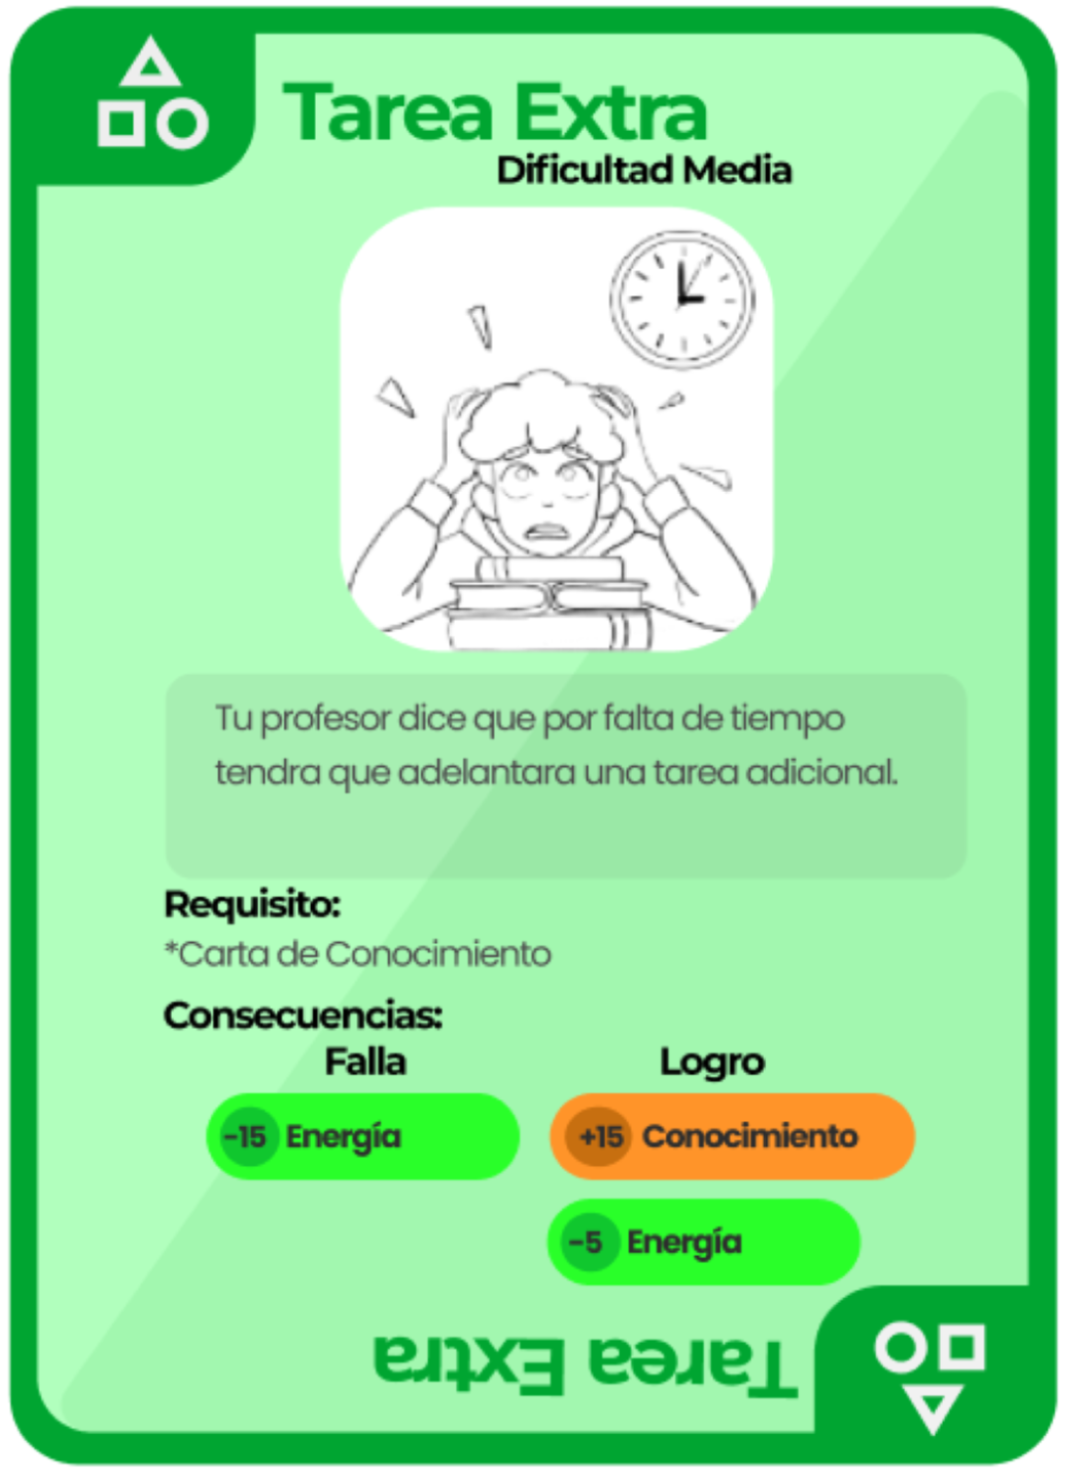 Tarea Extra
Dificultad Media
Tu profesor dice que por falta de tiempo
tendra que adelantara una tarea adicional.
Requisito:
*Carta de Conocimiento
Consecuencias:
Falla Logro
-15 Energía +15 Conocimiento
-5 Energía
Tarea Extra